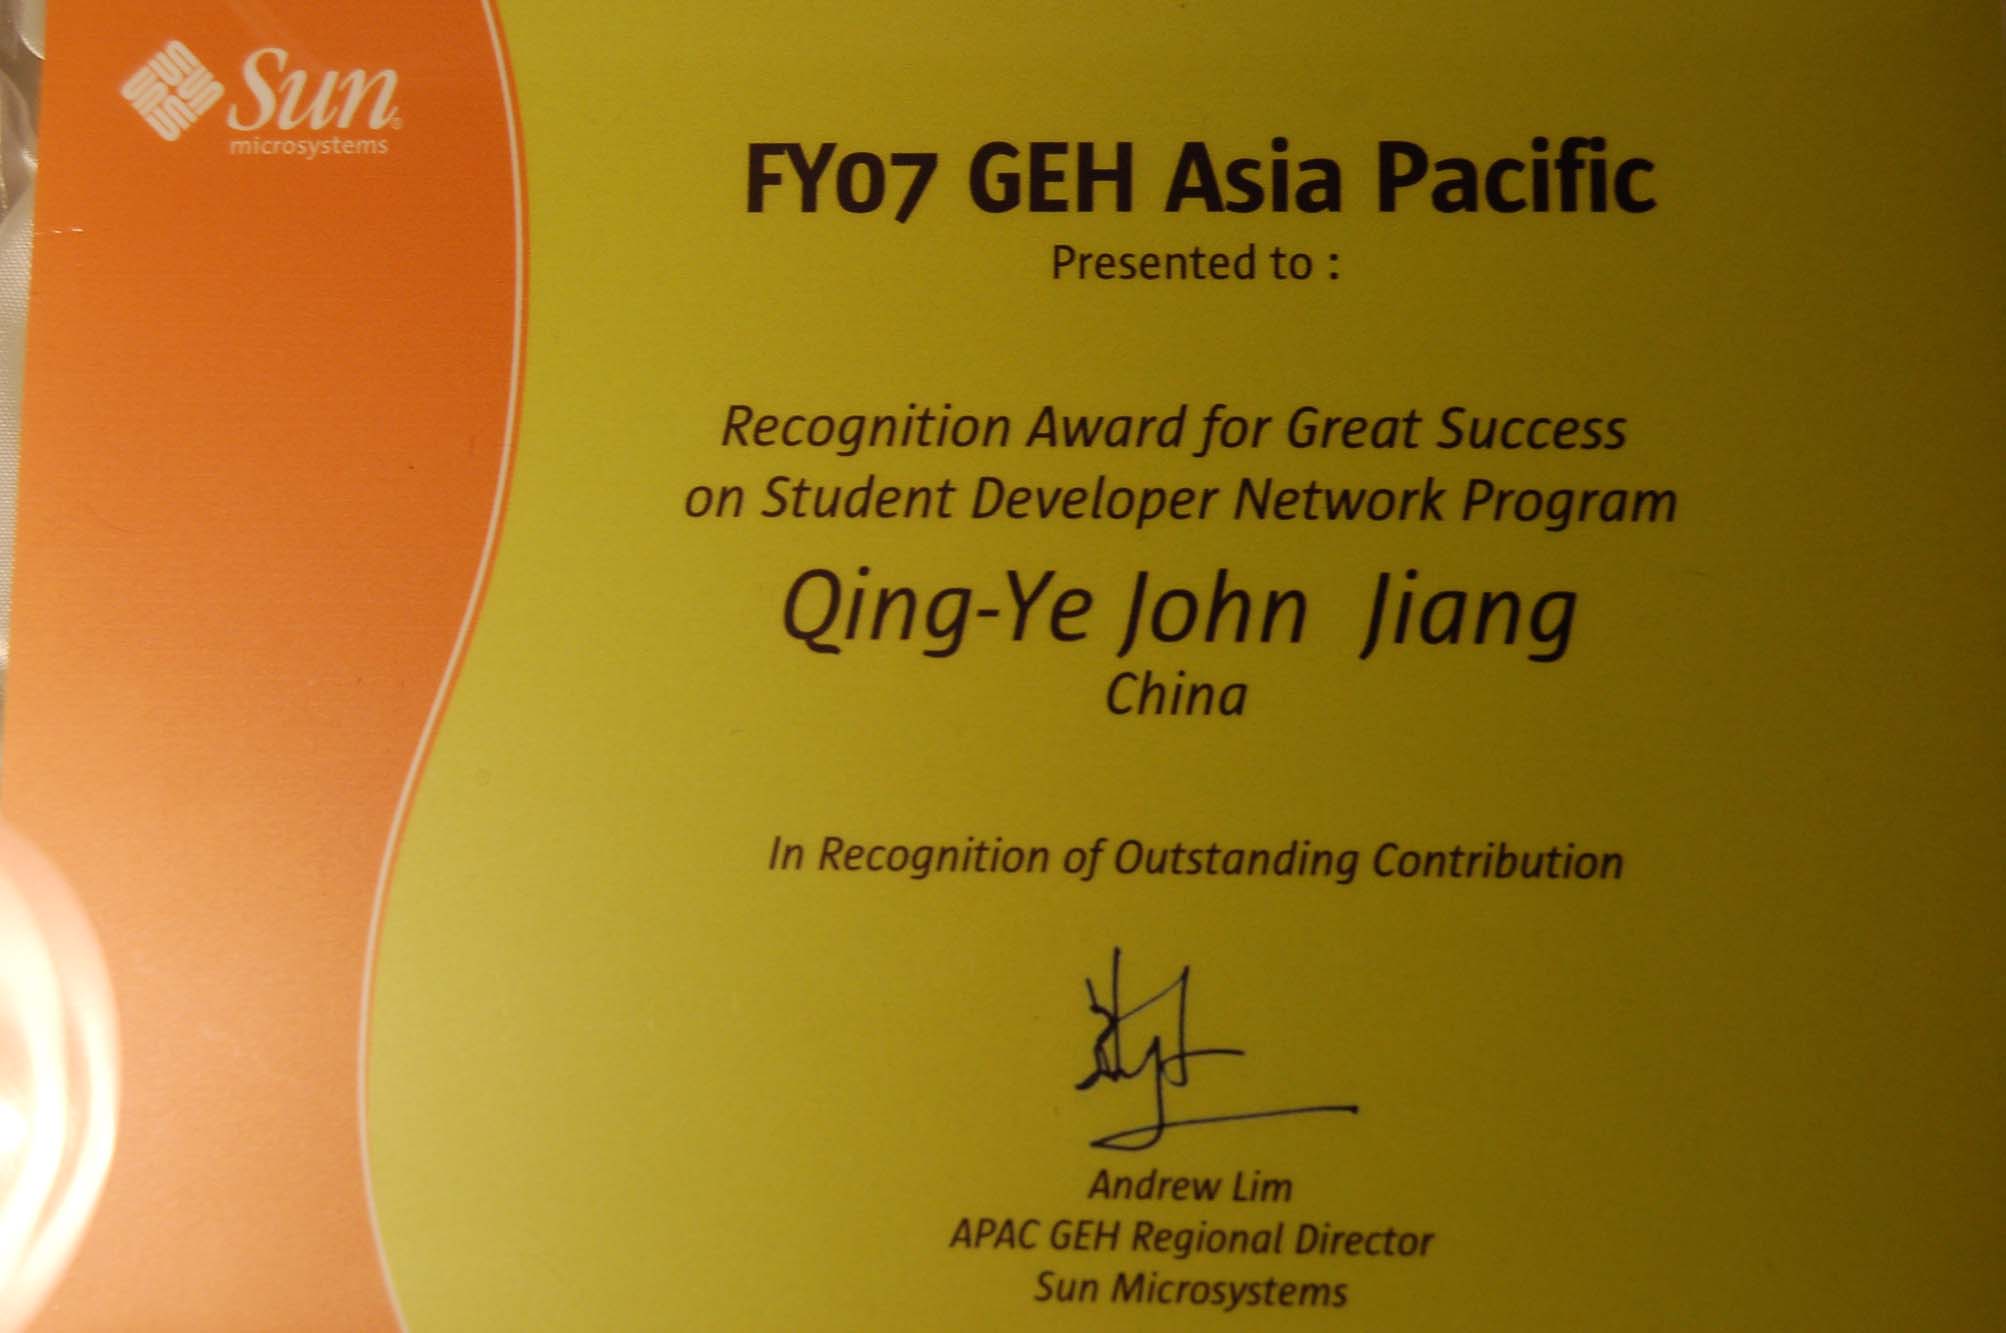 Sun
microsystems
FY07 GEH Asia Pacific
Presented to :
Recognition Award for Great Success
on Student Developer Network Program
Qing-Ye John Jiang
China
In Recognition of Outstanding Contribution
Andrew Lim
APAC GEH Regional Director
Sun Microsystems